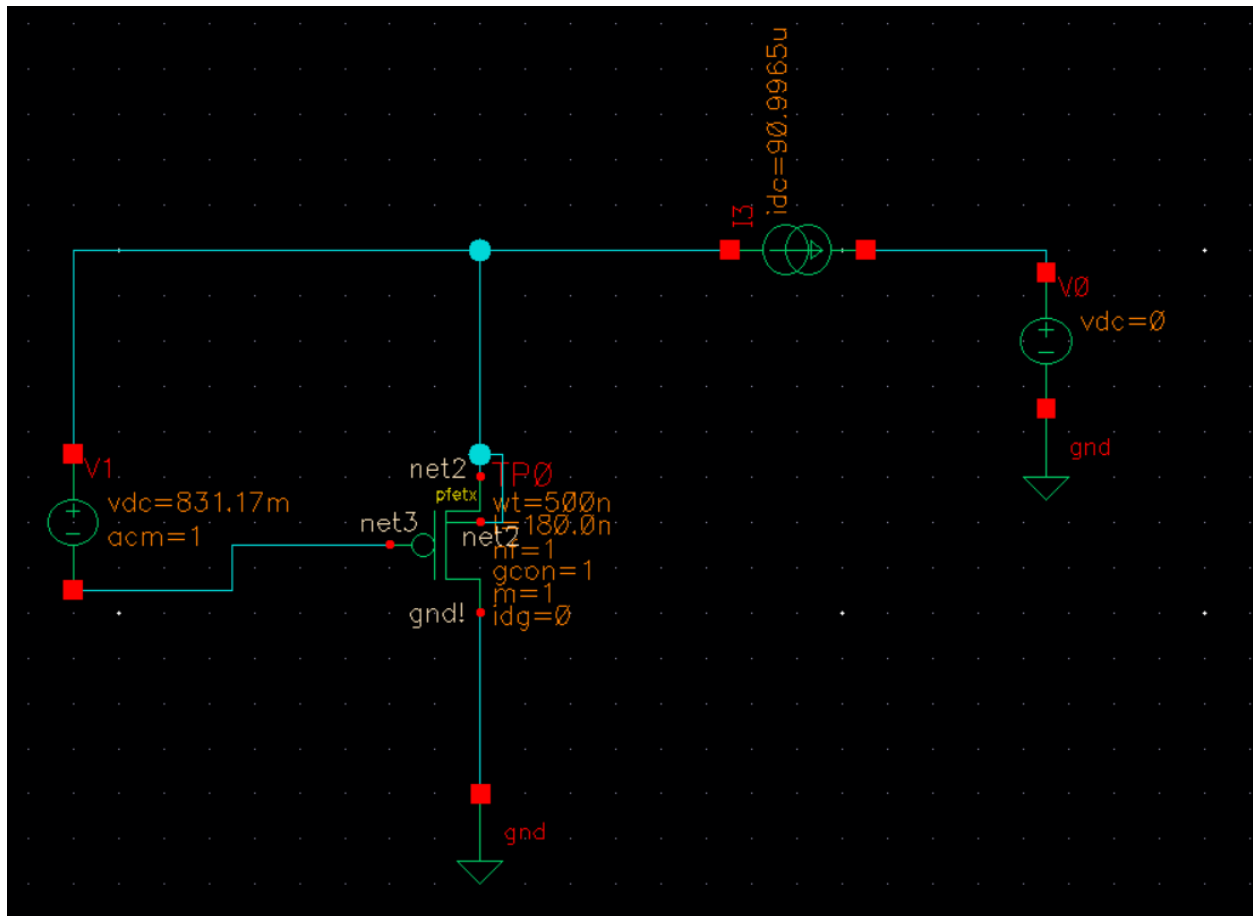 idc=90.9965u
I3
V0
vdc=0
gnd
V1
vdc=831.17m
acm=1
net2
TP0
pfetx
wt=500n
net3
net2
=180.0n
nf=1
gcon=1
m=1
gnd!
idg=0
gnd